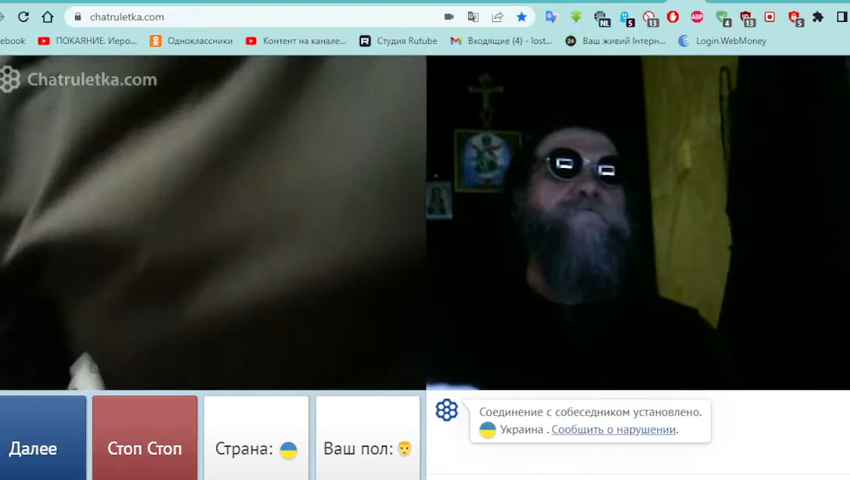 chatruletka.com
ebook
ПОКАЯНИЕ. Иеро...
Одноклассники
Контент на канале...
Студия Rutube
Входящие (4) - lost...
Ваш живий Інтерн...
Login.WebMoney
Chatruletka.com
Соединение с собеседником установлено.
Украина . Сообщить о нарушении.
Далее
Стоп Стоп
Страна:
Ваш пол: